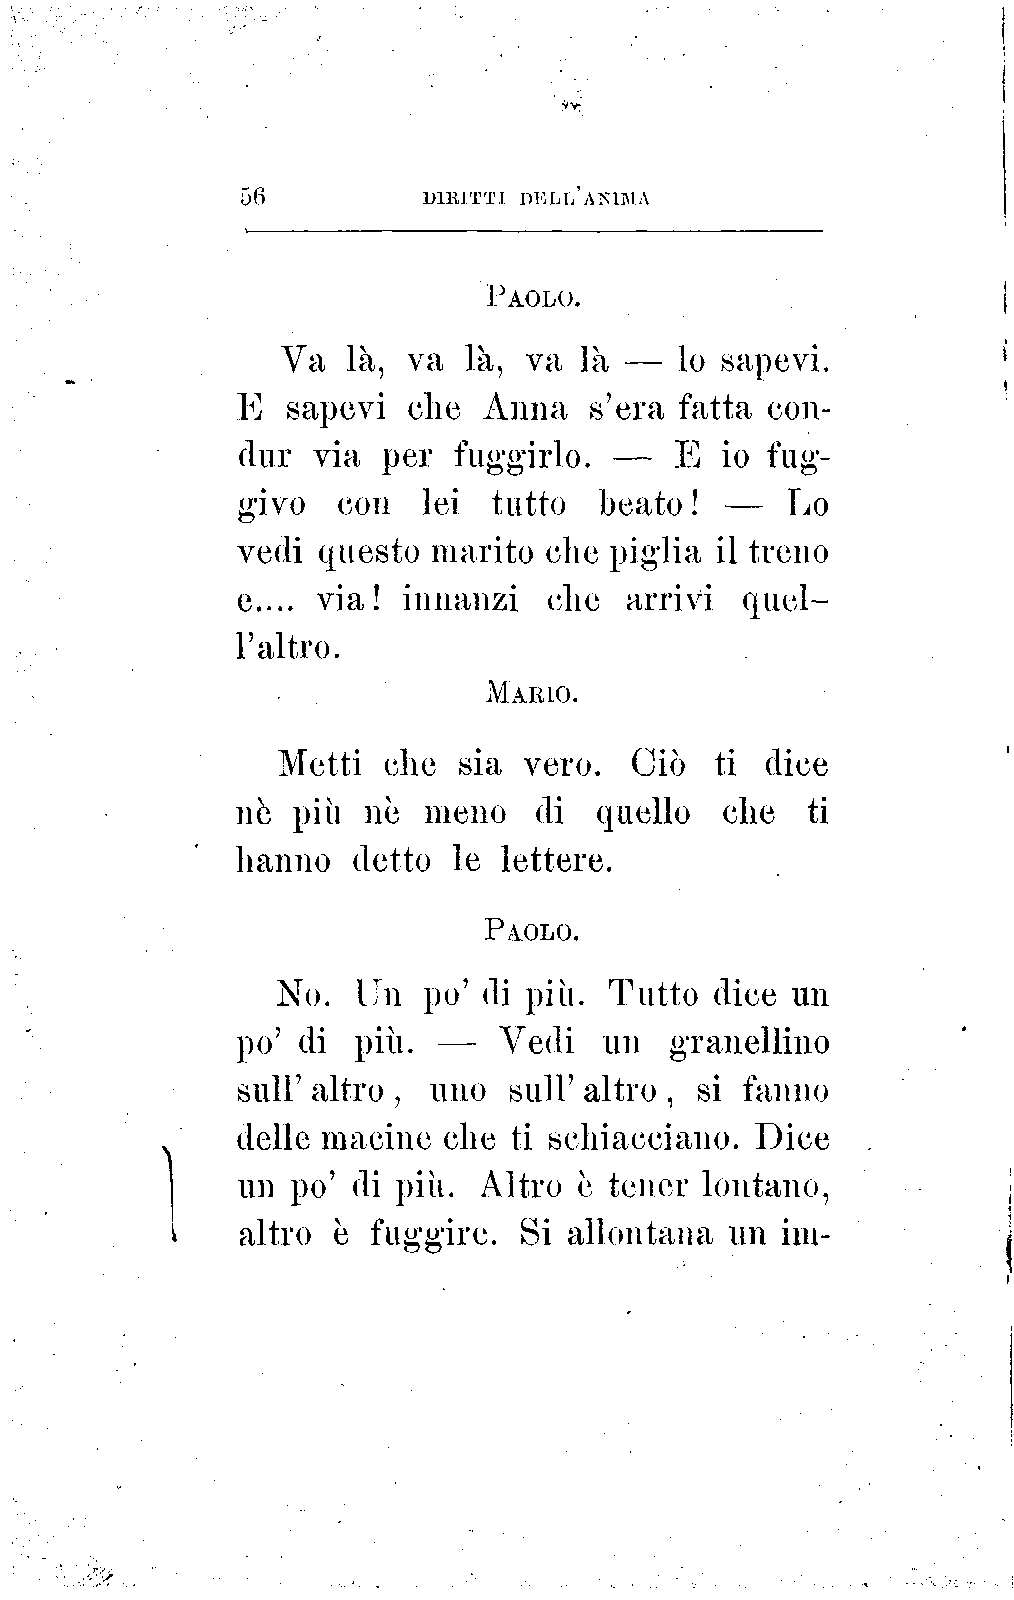 56 DIRITTI DELL'ANIMA
PAOLO.
Va là, va là, va là — lo sapevi.
E sapevi che Anna s'era fatta con-
dur via per fuggirlo. — E io fug-
givo con lei tutto beato! — Lo
vedi questo marito che piglia il treno
e.... via! innanzi che arrivi quel-
l'altro.
MARIO.
Metti che sia vero. Ciò ti dice
nè più nè meno di quello che ti
hanno detto le lettere.
PAOLO.
No. Un po' di più. Tutto dice un
po' di più. — Vedi un granellino
sull' altro, uno sull' altro, si fanno
delle macine che ti schiacciano. Dice
un po' di più. Altro è tener lontano,
altro è fuggire. Si allontana un im-